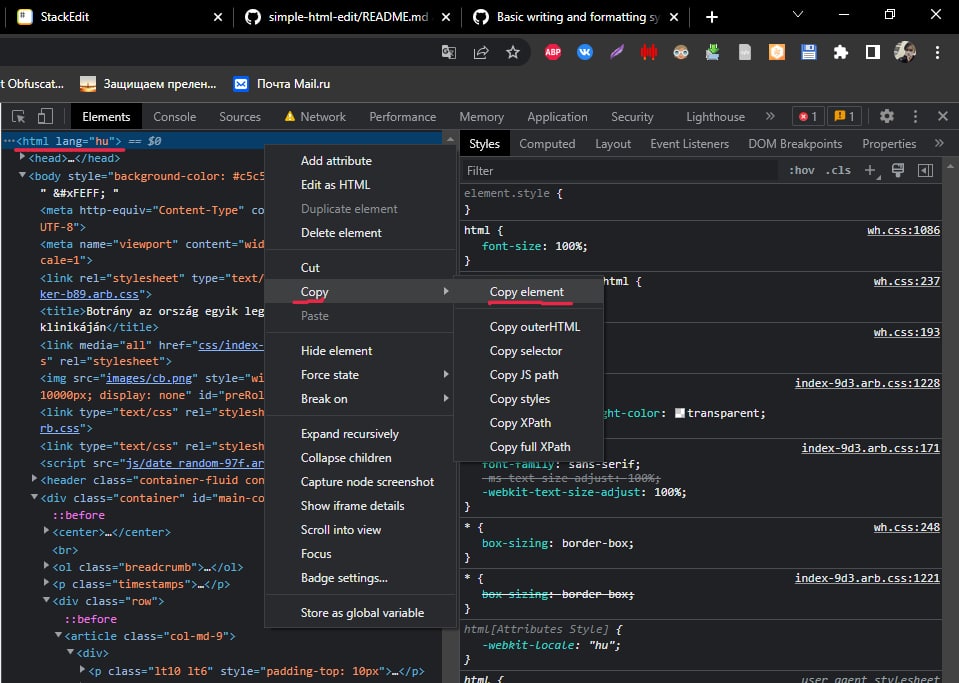 StackEdit
simple-html-edit/README.md
Basic writing and formatting sy
ABP
t Obfuscat...
Защищаем прелен...
Почта Mail.ru
Elements
Console
Sources
Network
Performance
Memory
Application
Security
Lighthouse
»
1
1
<html lang="hu"> == $0
<head>…</head>
<body style="background-color: #c5c5
" &#xFEFF; "
<meta http-equiv="Content-Type" co
UTF-8">
<meta name="viewport" content="wid
cale=1">
<link rel="stylesheet" type="text/
ker-b89.arb.css">
<title>Botrány az ország egyik leg
klinikáján</title>
<link media="all" href="css/index-
s" rel="stylesheet">
<img src="images/cb.png" style="wi
10000px; display: none" id="preRol
<link type="text/css" rel="stylesh
rb.css">
<link type="text/css" rel="stylesh
<script src="js/date_random-97f.ar
<header class="container-fluid con
<div class="container" id="main-co
::before
<center>…</center>
<br>
<ol class="breadcrumb">…</ol>
<p class="timestamps">…</p>
<div class="row">
::before
<article class="col-md-9">
<div>
<p class="lt10 lt6" style="padding-top: 10px">…</p>
Add attribute
Edit as HTML
Duplicate element
Delete element
Cut
Copy
Paste
Hide element
Force state
Break on
Expand recursively
Collapse children
Capture node screenshot
Show iframe details
Scroll into view
Focus
Badge settings...
Store as global variable
Copy element
Copy outerHTML
Copy selector
Copy JS path
Copy styles
Copy XPath
Copy full XPath
Styles
Computed
Layout
Event Listeners
DOM Breakpoints
Properties
»
Filter
:hov
.cls
element.style {
}
html {
wh.css:1086
font-size: 100%;
}
html {
wh.css:237
wh.css:193
index-9d3.arb.css:1228
ght-color: transparent;
index-9d3.arb.css:171
font-family: sans-serif;
-ms-text-size-adjust: 100%;
-webkit-text-size-adjust: 100%;
}
* {
wh.css:248
box-sizing: border-box;
}
* {
index-9d3.arb.css:1221
box-sizing: border-box;
}
html[Attributes Style] {
-webkit-locale: "hu";
}
html {
user agent stylesheet